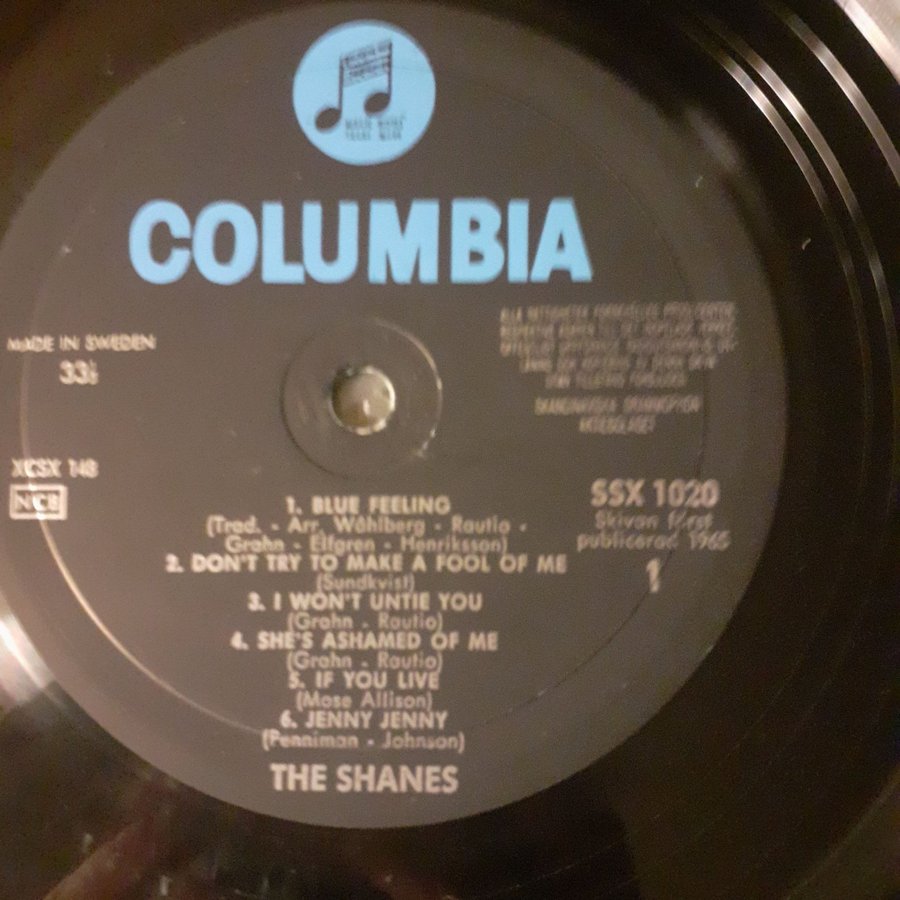 COLUMBIA
MADE IN SWEDEN
33⅓
XCSX 148
NCB
SKANDINAVISKA GRAMMOPHON
AKTIEBOLAGET
SSX 1020
Skivan först
publicerad 1965
1
1. BLUE FEELING
(Trad. - Arr. Wåhlberg - Rautio -
Grahn - Elfgren - Henriksson)
2. DON'T TRY TO MAKE A FOOL OF ME
(Sundkvist)
3. I WON'T UNTIE YOU
(Grahn - Rautio)
4. SHE'S ASHAMED OF ME
(Grahn - Rautio)
5. IF YOU LIVE
(Mose Allison)
6. JENNY JENNY
(Penniman - Johnson)
THE SHANES